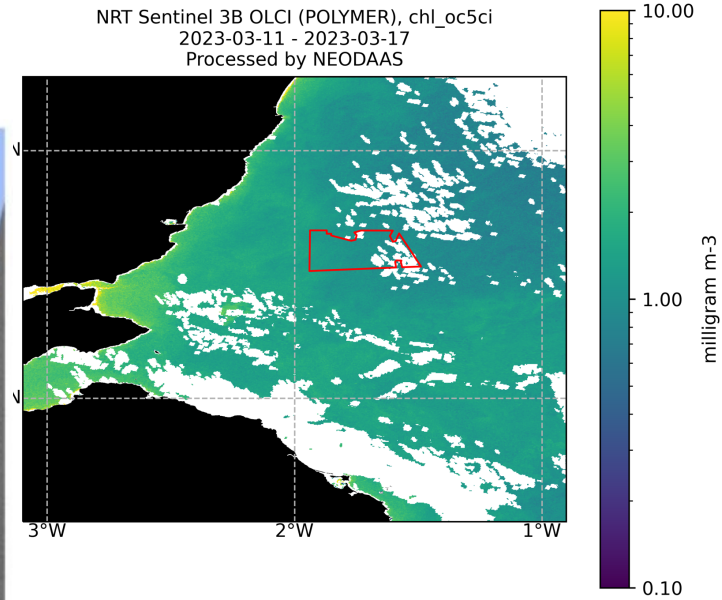 NRT Sentinel 3B OLCI (POLYMER), chl_oc5ci
2023-03-11 - 2023-03-17
Processed by NEODAAS
10.00
1.00
0.10
milligram m-3
N
N
3°W
2°W
1°W